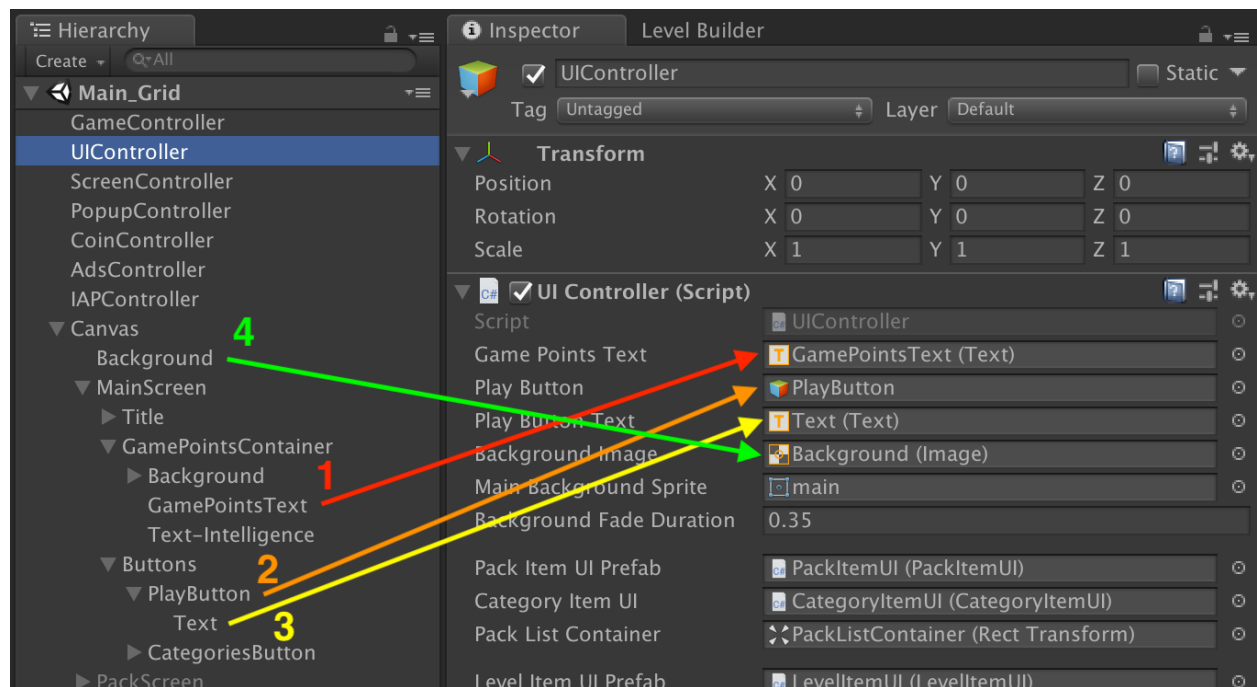 Hierarchy
Create
All
Main_Grid
GameController
UIController
ScreenController
PopupController
CoinController
AdsController
IAPController
Canvas
4
Background
MainScreen
Title
GamePointsContainer
Background
1
GamePointsText
Text-Intelligence
Buttons
2
PlayButton
Text
3
CategoriesButton
PackScreen
Inspector
Level Builder
UIController
Static
Tag Untagged Layer Default
Transform
Position X 0 Y 0 Z 0
Rotation X 0 Y 0 Z 0
Scale X 1 Y 1 Z 1
C# UI Controller (Script)
Script UIController
Game Points Text T GamePointsText (Text)
Play Button PlayButton
Play Button Text T Text (Text)
Background Image Background (Image)
Main Background Sprite main
Background Fade Duration 0.35
Pack Item UI Prefab PackItemUI (PackItemUI)
Category Item UI CategoryItemUI (CategoryItemUI)
Pack List Container PackListContainer (Rect Transform)
Level Item UI Prefab LevelItemUI (LevelItemUI)